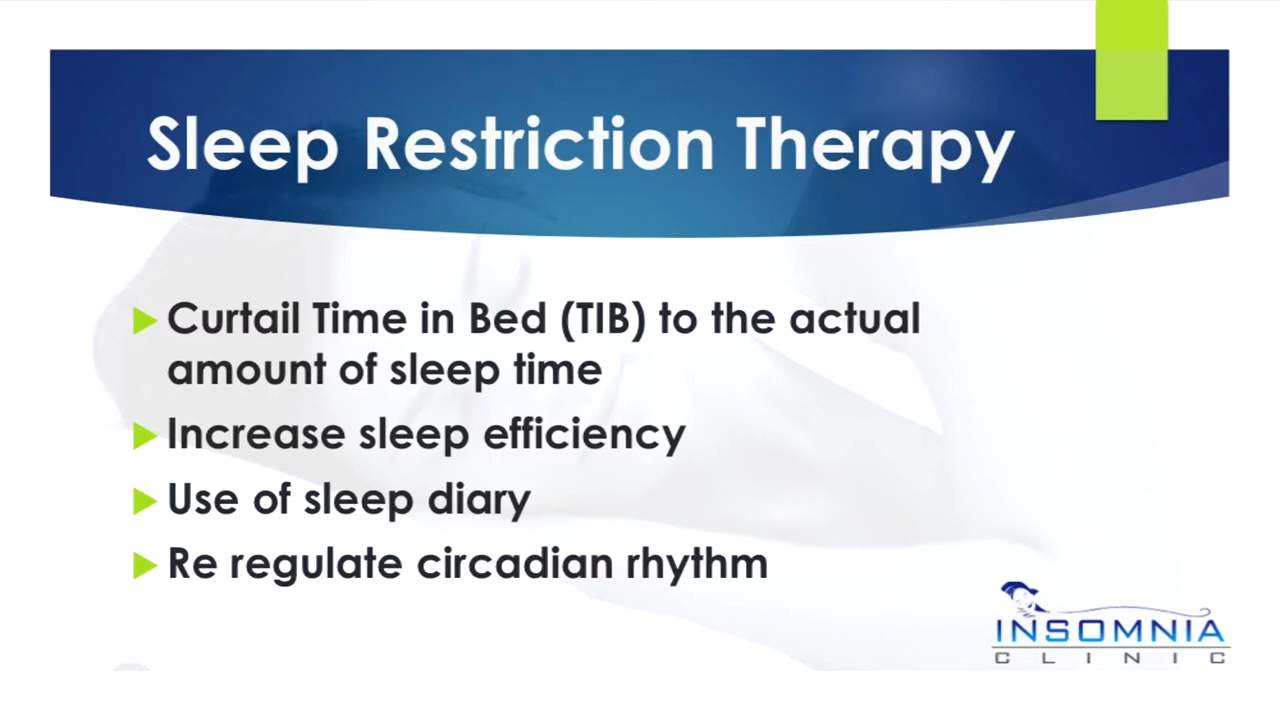 Sleep Restriction Therapy
Curtail Time in Bed (TIB) to the actual
amount of sleep time
Increase sleep efficiency
Use of sleep diary
Re regulate circadian rhythm
INSOMNIA
CLINIC